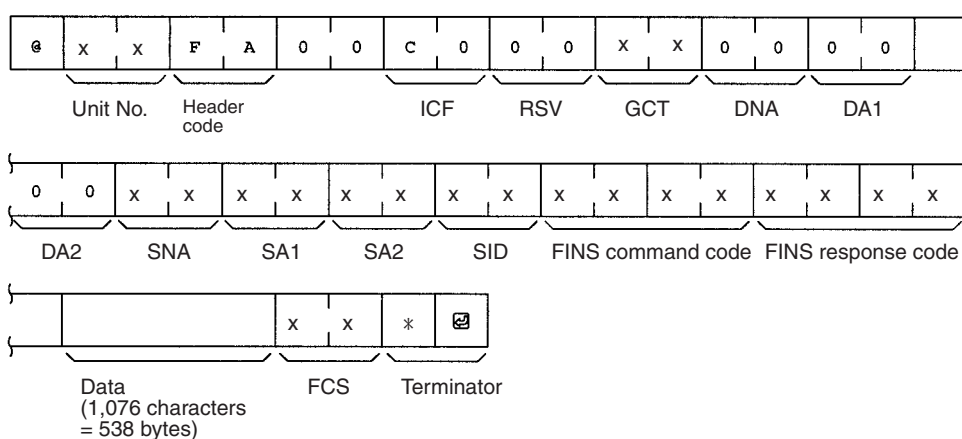 @ x x F A 0 0 C 0 0 0 x x 0 0 0 0
Unit No. Header code ICF RSV GCT DNA DA1
0 0 x x x x x x x x x x x x x x x x
DA2 SNA SA1 SA2 SID FINS command code FINS response code
x x * ↵
Data FCS Terminator
(1,076 characters
= 538 bytes)